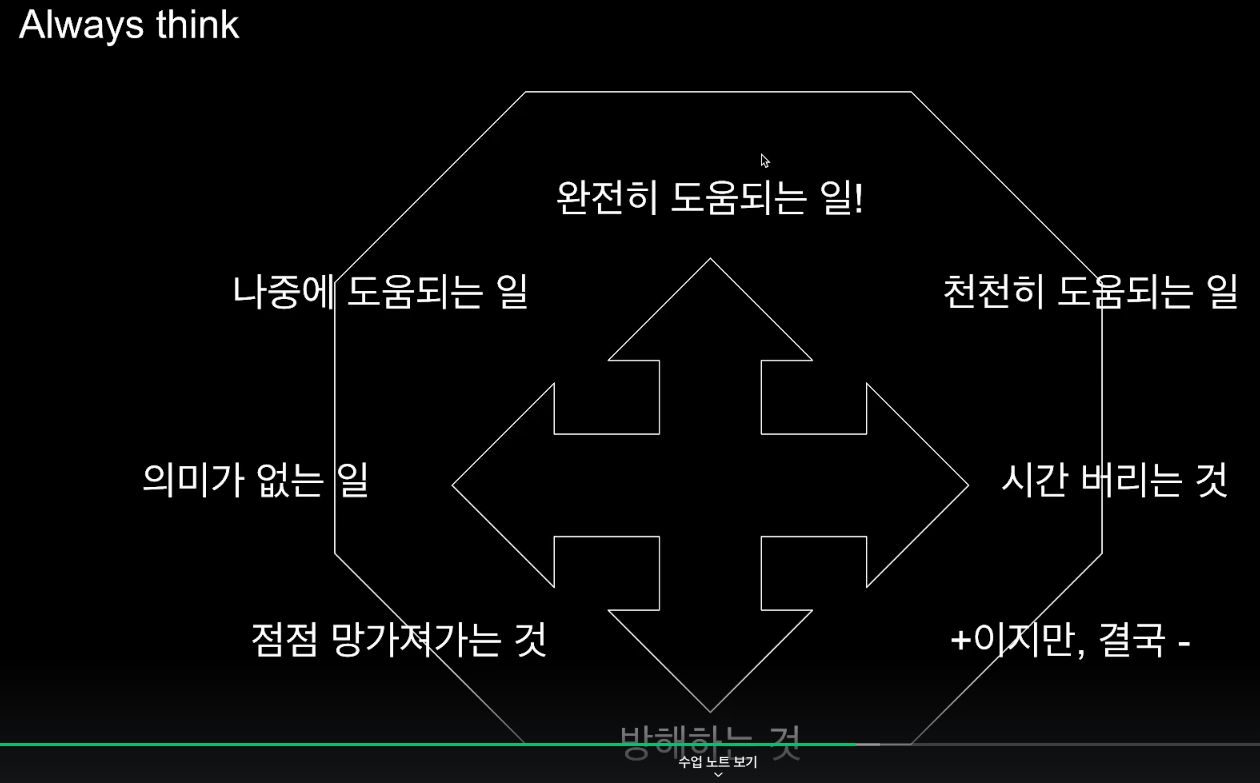 Always think
완전히 도움되는 일!
나중에 도움되는 일
천천히 도움되는 일
의미가 없는 일
시간 버리는 것
점점 망가져가는 것
+이지만, 결국 -
방해하는 것
수업 노트 보기